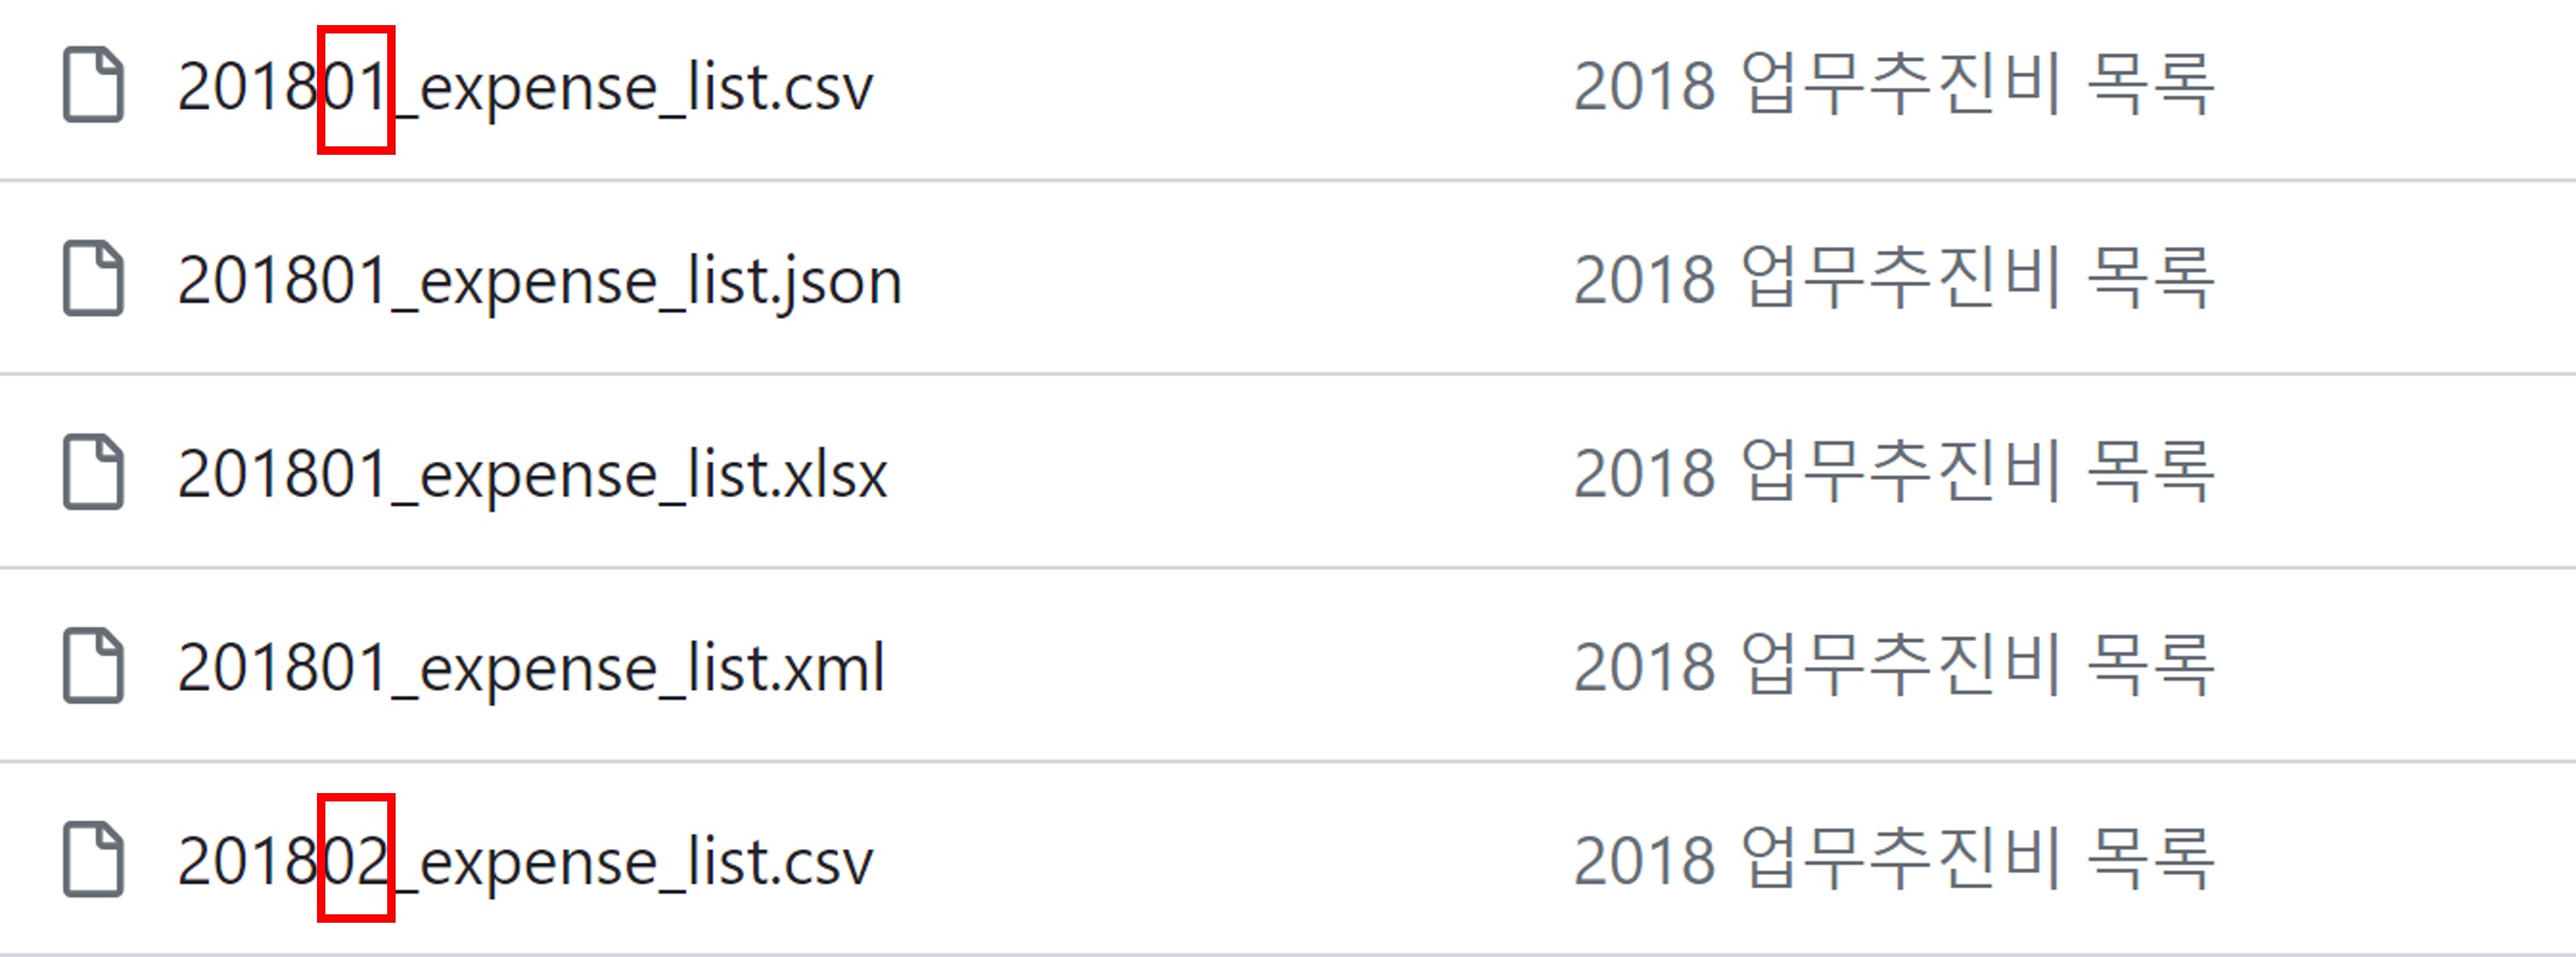 201801_expense_list.csv 2018 업무추진비 목록
201801_expense_list.json 2018 업무추진비 목록
201801_expense_list.xlsx 2018 업무추진비 목록
201801_expense_list.xml 2018 업무추진비 목록
201802_expense_list.csv 2018 업무추진비 목록